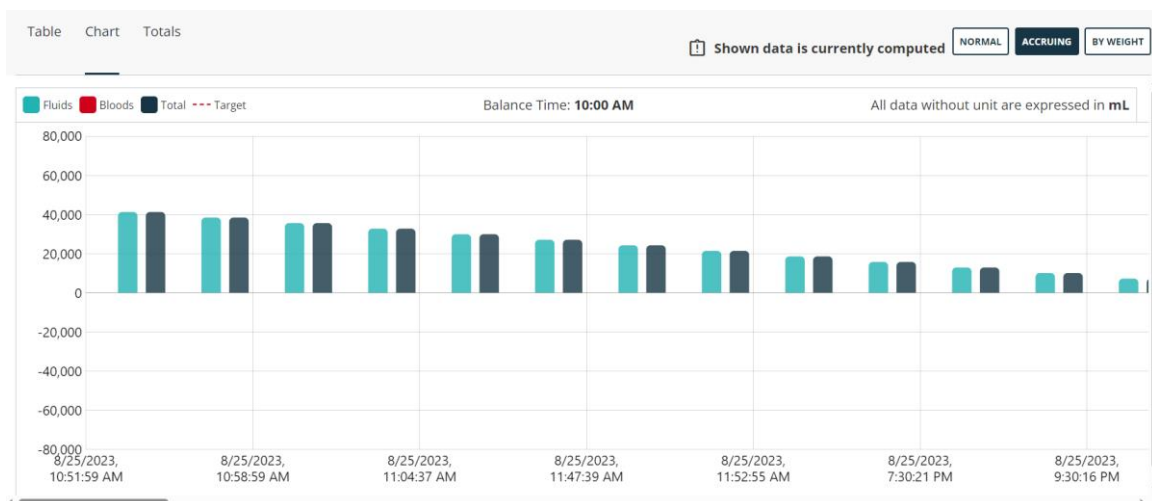 Table Chart Totals
Shown data is currently computed NORMAL ACCRUING BY WEIGHT
Fluids Bloods Total Target Balance Time: 10:00 AM All data without unit are expressed in mL
80,000
60,000
40,000
20,000
0
-20,000
-40,000
-60,000
-80,000
8/25/2023, 8/25/2023, 8/25/2023, 8/25/2023, 8/25/2023, 8/25/2023, 8/25/2023,
10:51:59 AM 10:58:59 AM 11:04:37 AM 11:47:39 AM 11:52:55 AM 7:30:21 PM 9:30:16 PM